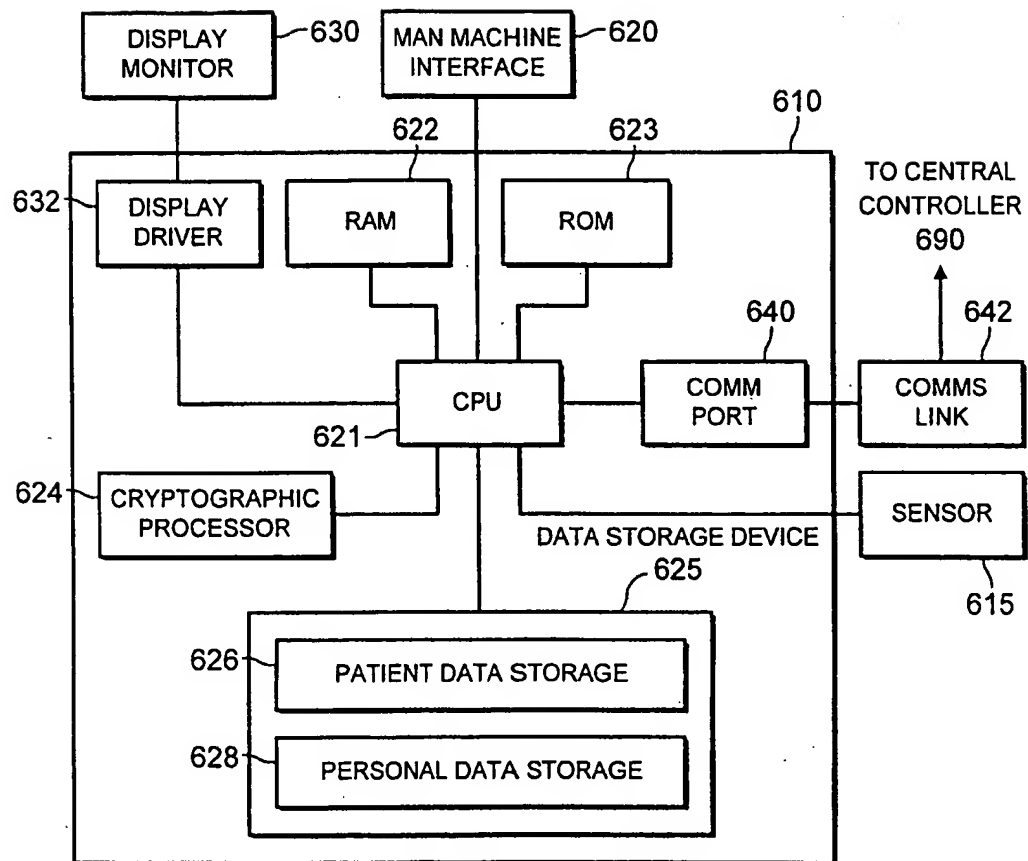 DISPLAY
MONITOR
630
MAN MACHINE
INTERFACE
620
610
622
623
632
DISPLAY
DRIVER
RAM
ROM
TO CENTRAL
CONTROLLER
690
640
642
CPU
621
COMM
PORT
COMMS
LINK
624
CRYPTOGRAPHIC
PROCESSOR
SENSOR
615
DATA STORAGE DEVICE
625
626
PATIENT DATA STORAGE
628
PERSONAL DATA STORAGE